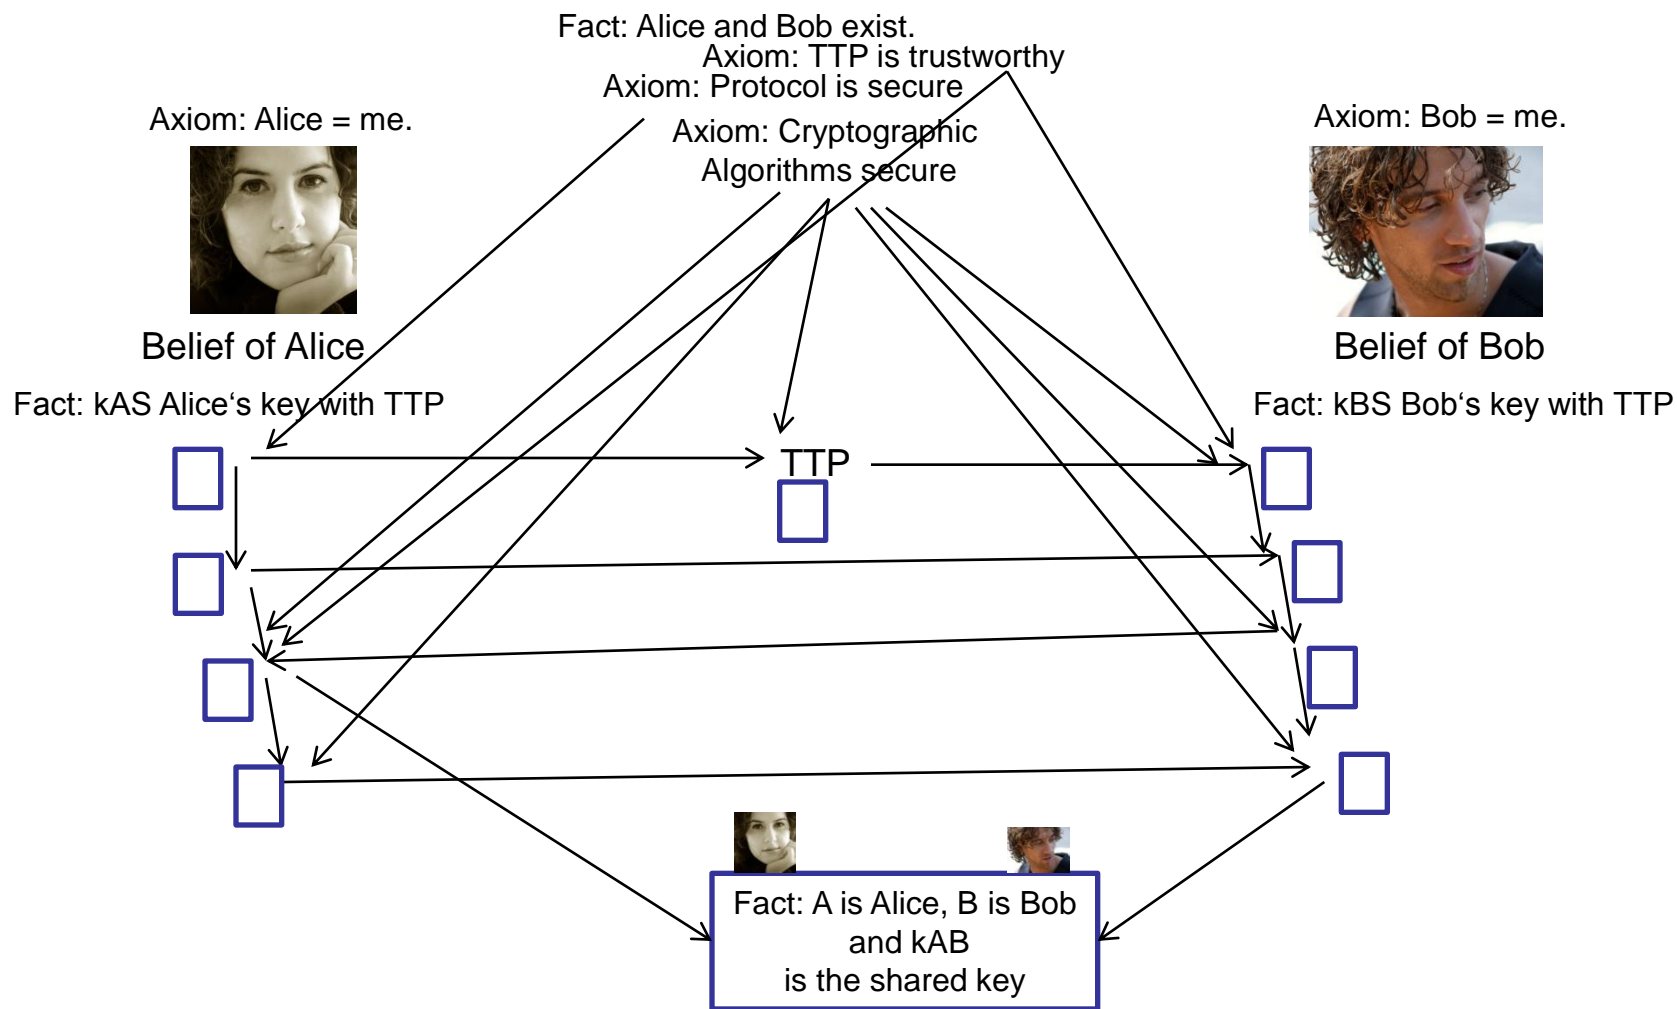 Fact: Alice and Bob exist.
Axiom: TTP is trustworthy
Axiom: Protocol is secure
Axiom: Alice = me.
Axiom: Cryptographic
Algorithms secure
Axiom: Bob = me.
Belief of Alice
Belief of Bob
Fact: kAS Alice‘s key with TTP
Fact: kBS Bob‘s key with TTP
TTP
Fact: A is Alice, B is Bob
and kAB
is the shared key